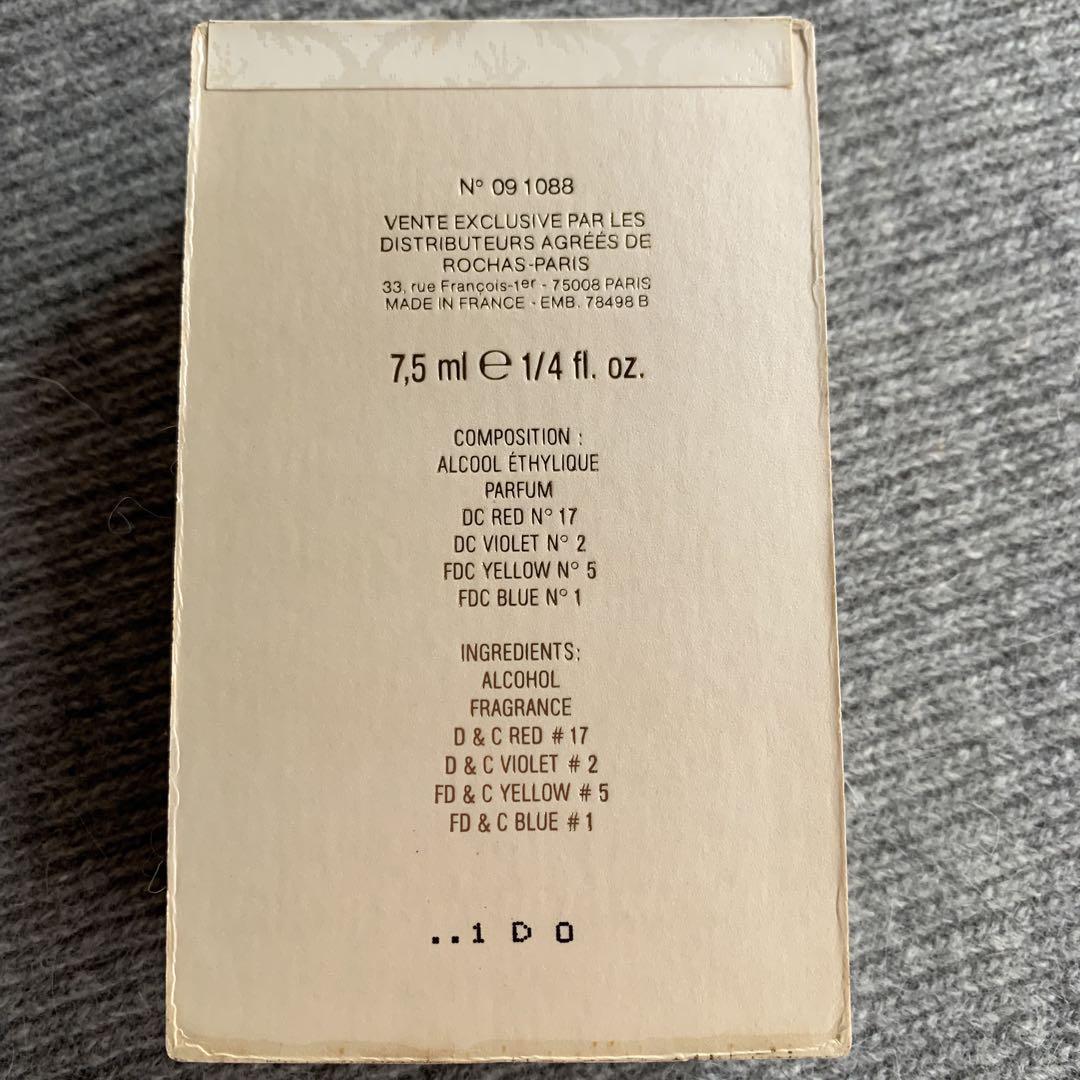 N° 09 1088
VENTE EXCLUSIVE PAR LES
DISTRIBUTEURS AGRÉÉS DE
ROCHAS-PARIS
33, rue François-1er - 75008 PARIS
MADE IN FRANCE - EMB. 78498 B
7,5 ml ℮ 1/4 fl. oz.
COMPOSITION :
ALCOOL ÉTHYLIQUE
PARFUM
DC RED N° 17
DC VIOLET N° 2
FDC YELLOW N° 5
FDC BLUE N° 1
INGREDIENTS:
ALCOHOL
FRAGRANCE
D & C RED # 17
D & C VIOLET # 2
FD & C YELLOW # 5
FD & C BLUE # 1
..1 D 0